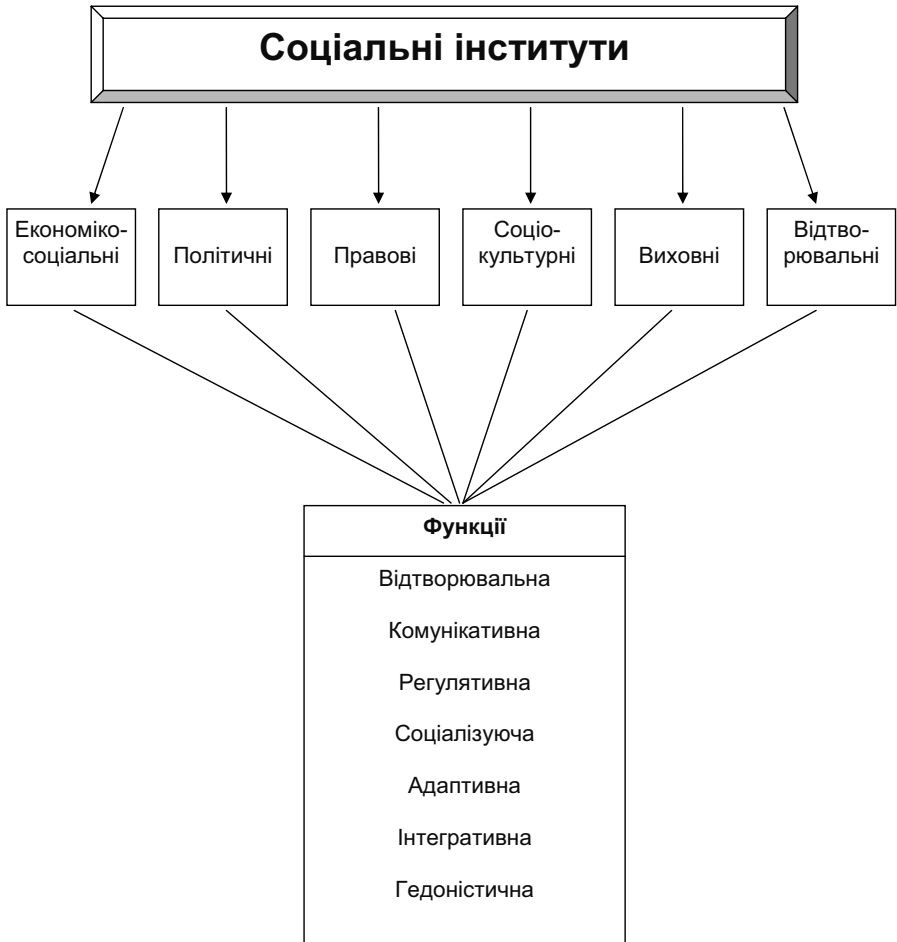 Соціальні інститути
Економіко-
соціальні
Політичні
Правові
Соціо-
культурні
Виховні
Відтво-
рювальні
Функції
Відтворювальна
Комунікативна
Регулятивна
Соціалізуюча
Адаптивна
Інтегративна
Гедоністична